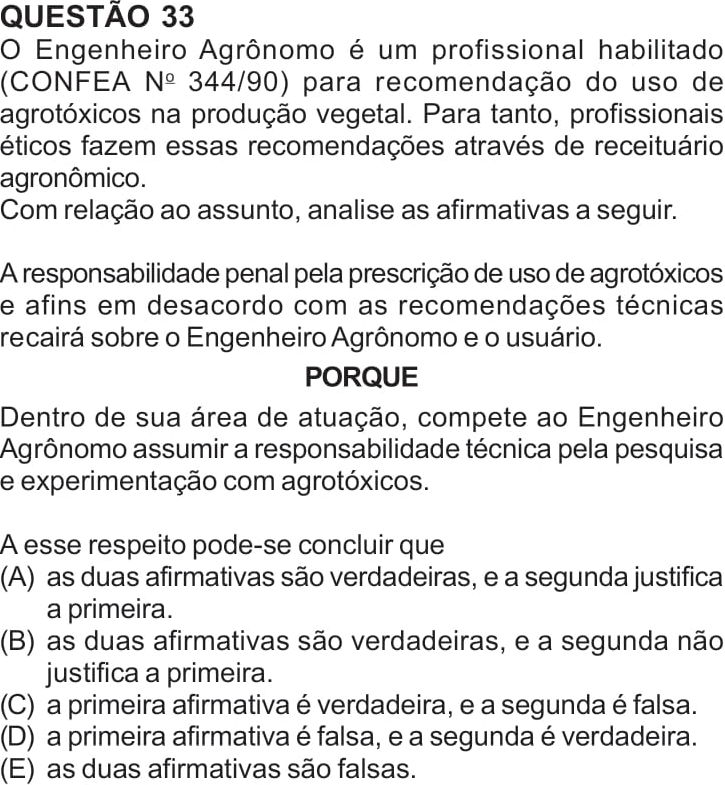 QUESTÃO 33
O Engenheiro Agrônomo é um profissional habilitado
(CONFEA Nº 344/90) para recomendação do uso de
agrotóxicos na produção vegetal. Para tanto, profissionais
éticos fazem essas recomendações através de receituário
agronômico.
Com relação ao assunto, analise as afirmativas a seguir.
A responsabilidade penal pela prescrição de uso de agrotóxicos
e afins em desacordo com as recomendações técnicas
recairá sobre o Engenheiro Agrônomo e o usuário.
PORQUE
Dentro de sua área de atuação, compete ao Engenheiro
Agrônomo assumir a responsabilidade técnica pela pesquisa
e experimentação com agrotóxicos.
A esse respeito pode-se concluir que
(A) as duas afirmativas são verdadeiras, e a segunda justifica
a primeira.
(B) as duas afirmativas são verdadeiras, e a segunda não
justifica a primeira.
(C) a primeira afirmativa é verdadeira, e a segunda é falsa.
(D) a primeira afirmativa é falsa, e a segunda é verdadeira.
(E) as duas afirmativas são falsas.